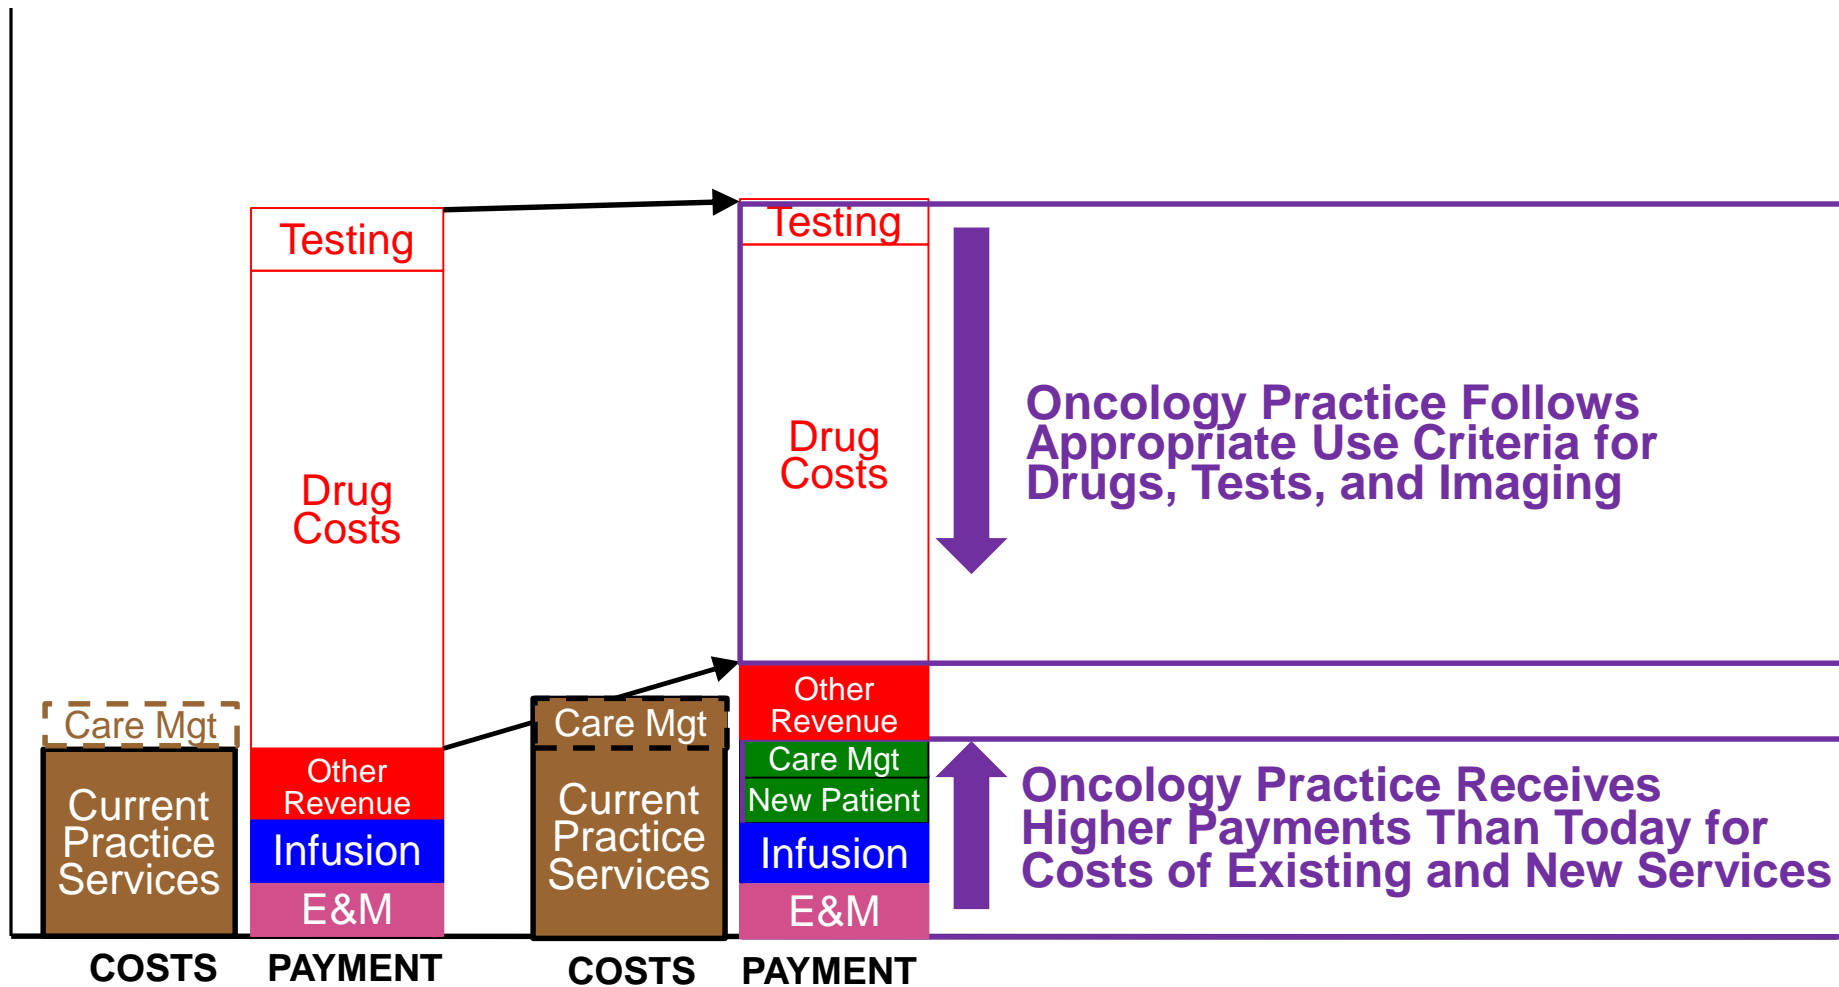 Testing
Drug
Costs
Other
Revenue
Infusion
E&M
Care Mgt
Current
Practice
Services
COSTS
PAYMENT
Care Mgt
Current
Practice
Services
COSTS
Testing
Drug
Costs
Other
Revenue
Care Mgt
New Patient
Infusion
E&M
PAYMENT
Oncology Practice Follows
Appropriate Use Criteria for
Drugs, Tests, and Imaging
Oncology Practice Receives
Higher Payments Than Today for
Costs of Existing and New Services